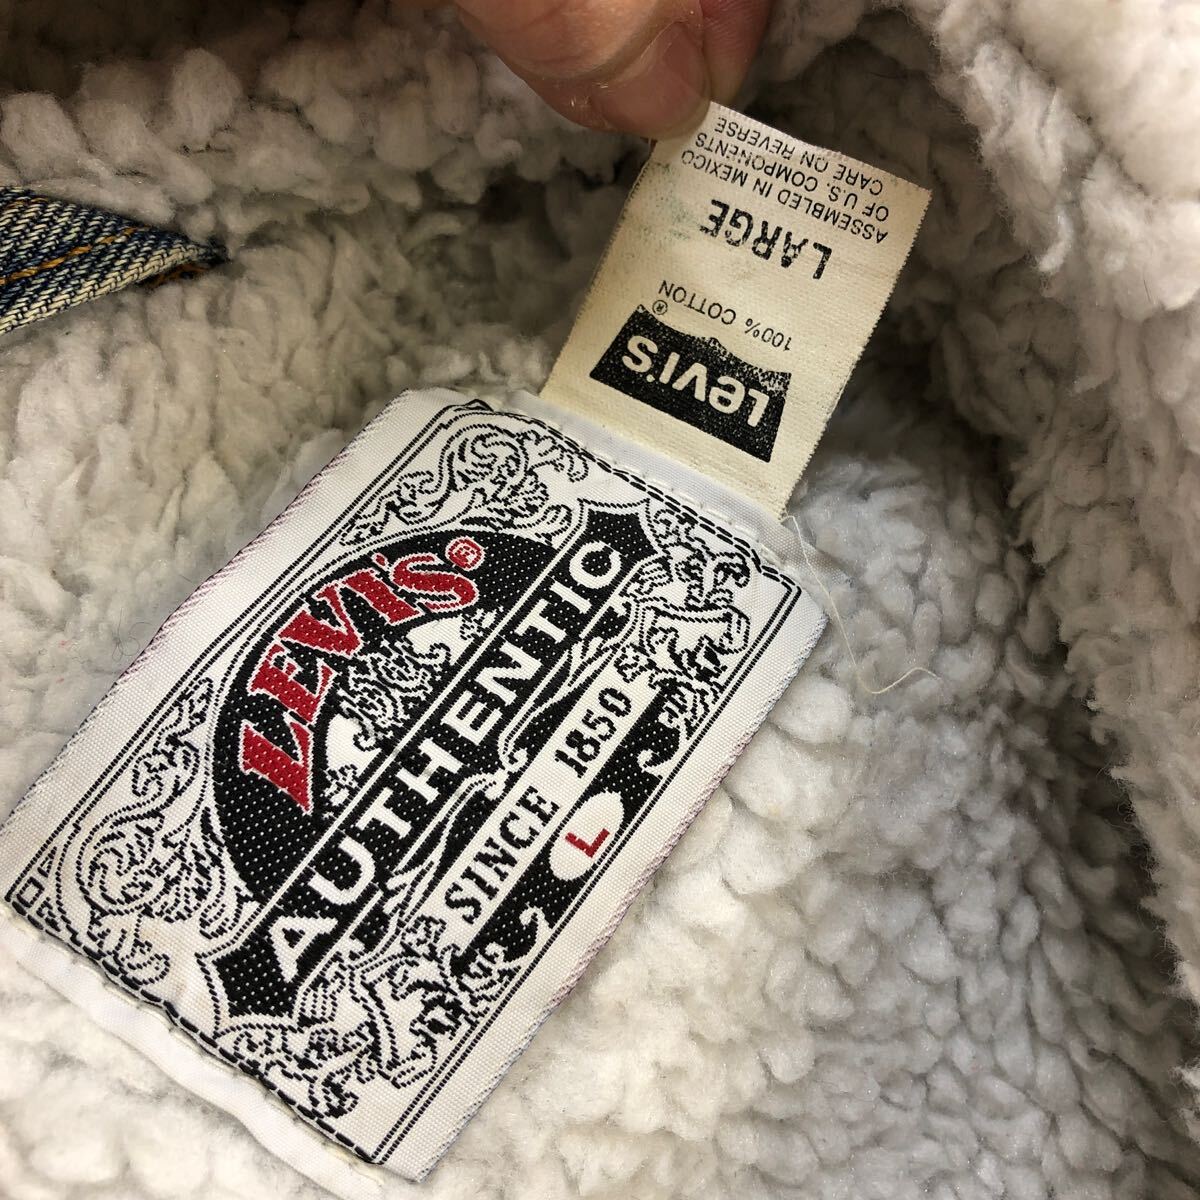 LEVI'S®
AUTHENTIC
SINCE 1850
L
Levi's®
100% COTTON
LARGE
ASSEMBLED IN MEXICO
OF U.S. COMPONENTS
CARE ON REVERSE